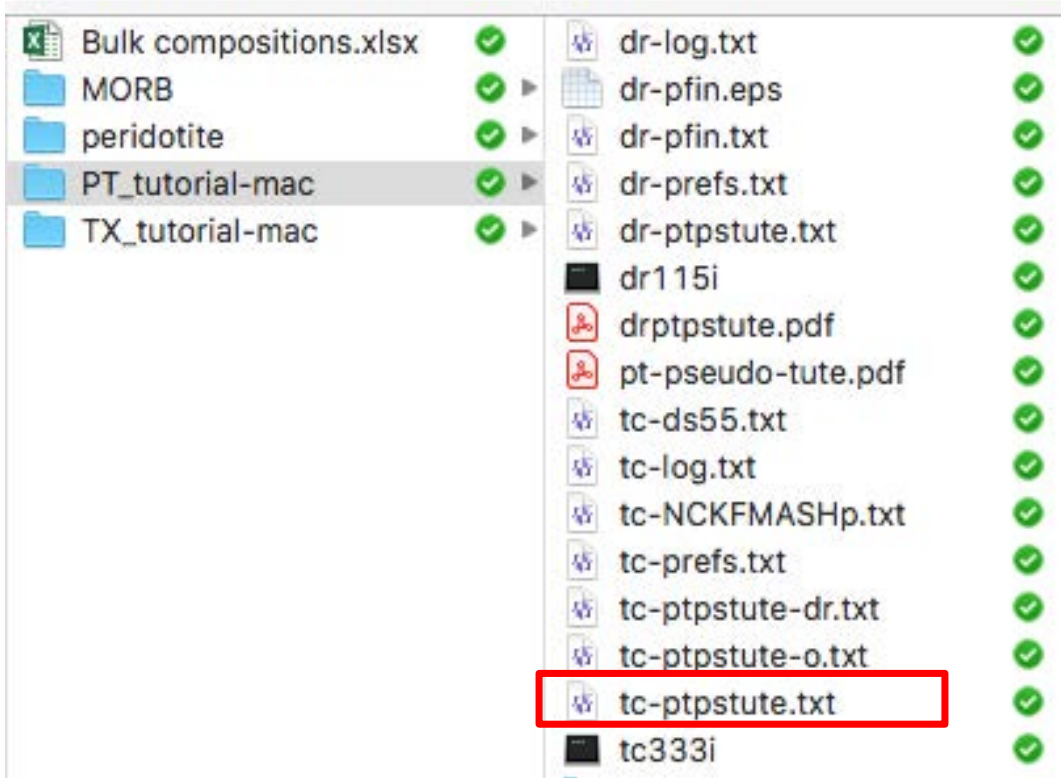 Bulk compositions.xlsx
MORB
peridotite
PT_tutorial-mac
TX_tutorial-mac
dr-log.txt
dr-pfin.eps
dr-pfin.txt
dr-prefs.txt
dr-ptpstute.txt
dr115i
drptpstute.pdf
pt-pseudo-tute.pdf
tc-ds55.txt
tc-log.txt
tc-NCKFMASHp.txt
tc-prefs.txt
tc-ptpstute-dr.txt
tc-ptpstute-o.txt
tc-ptpstute.txt
tc333i